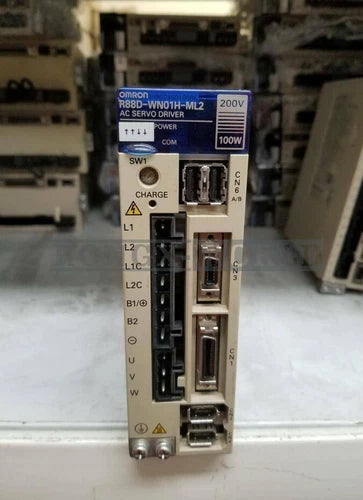 OMRON
R88D-WN01H-ML2
200V
AC SERVO DRIVER
POWER
100W
↑↑↓↓
COM
SW1
CN6
A/B
CHARGE
L1
L2
L1C
CN3
L2C
B1/⊕
B2
⊖
CN1
U
V
W